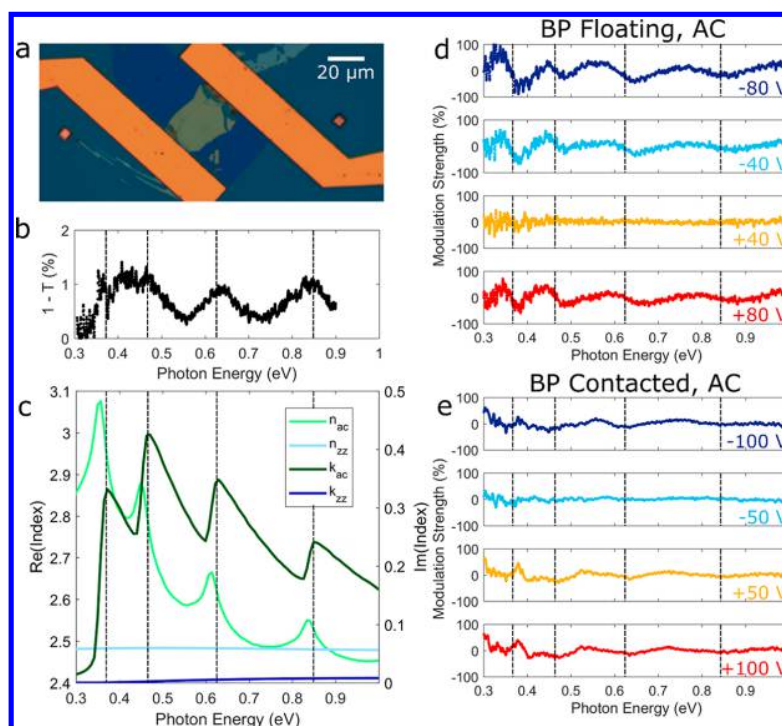 a
20 µm
b
1 - T (%)
2
1
0
0.3 0.4 0.5 0.6 0.7 0.8 0.9 1
Photon Energy (eV)
c
Re(Index)
3.1
3
2.9
2.8
2.7
2.6
2.5
2.4
n_ac
n_zz
k_ac
k_zz
0.5
0.4
0.3
0.2
0.1
0
Im(Index)
0.3 0.4 0.5 0.6 0.7 0.8 0.9
Photon Energy (eV)
BP Floating, AC
d
Modulation Strength (%)
100
0
-100
-80 V
100
0
-100
-40 V
100
0
-100
+40 V
100
0
-100
+80 V
0.3 0.4 0.5 0.6 0.7 0.8 0.9
Photon Energy (eV)
BP Contacted, AC
e
Modulation Strength (%)
100
0
-100
-100 V
100
0
-100
-50 V
100
0
-100
+50 V
100
0
-100
+100 V
0.3 0.4 0.5 0.6 0.7 0.8 0.9
Photon Energy (eV)